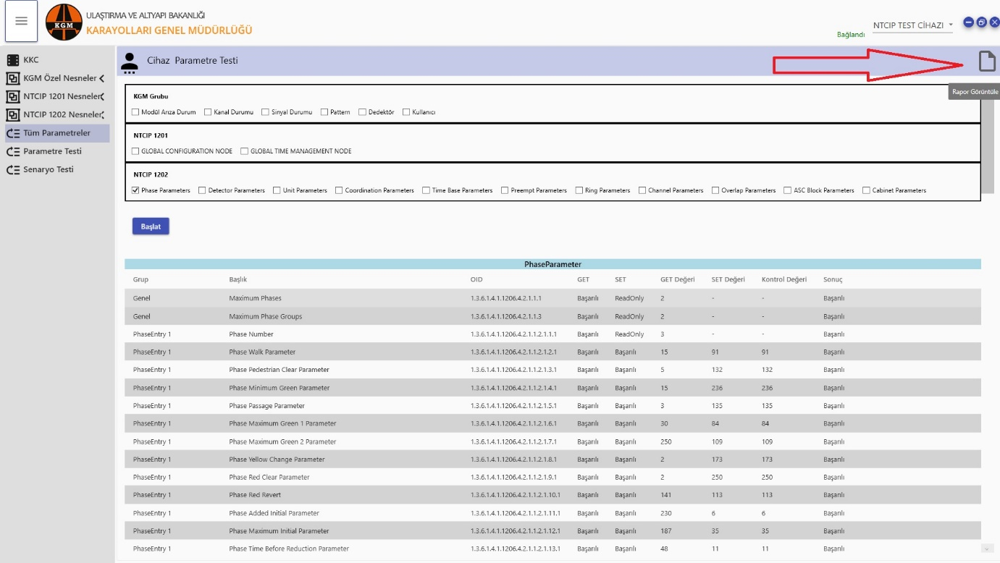 ULAŞTIRMA VE ALTYAPI BAKANLIĞI
KGM
KARAYOLLARI GENEL MÜDÜRLÜĞÜ
NTCIP TEST CİHAZI
Bağlandı
KKC
KGM Özel Nesneler
NTCIP 1201 Nesneler
NTCIP 1202 Nesneler
Tüm Parametreler
Parametre Testi
Senaryo Testi
Cihaz Parametre Testi
Rapor Görüntüle
KGM Grubu
Modül Arıza Durum Kanal Durumu Sinyal Durumu Pattern Dedektör Kullanıcı
NTCIP 1201
GLOBAL CONFIGURATION NODE GLOBAL TIME MANAGEMENT NODE
NTCIP 1202
Phase Parameters Detector Parameters Unit Parameters Coordination Parameters Time Base Parameters Preempt Parameters Ring Parameters Channel Parameters Overlap Parameters ASC Block Parameters Cabinet Parameters
Başlat
PhaseParameter
Grup Başlık OID GET SET GET Değeri SET Değeri Kontrol Değeri Sonuç
Genel Maximum Phases 1.3.6.1.4.1.1206.4.2.1.1.1 Başarılı ReadOnly 2 - - Başarılı
Genel Maximum Phase Groups 1.3.6.1.4.1.1206.4.2.1.1.3 Başarılı ReadOnly 2 - - Başarılı
PhaseEntry 1 Phase Number 1.3.6.1.4.1.1206.4.2.1.1.2.1.1.1 Başarılı ReadOnly 3 - - Başarılı
PhaseEntry 1 Phase Walk Parameter 1.3.6.1.4.1.1206.4.2.1.1.2.1.2.1 Başarılı Başarılı 15 91 91 Başarılı
PhaseEntry 1 Phase Pedestrian Clear Parameter 1.3.6.1.4.1.1206.4.2.1.1.2.1.3.1 Başarılı Başarılı 5 132 132 Başarılı
PhaseEntry 1 Phase Minimum Green Parameter 1.3.6.1.4.1.1206.4.2.1.1.2.1.4.1 Başarılı Başarılı 15 236 236 Başarılı
PhaseEntry 1 Phase Passage Parameter 1.3.6.1.4.1.1206.4.2.1.1.2.1.5.1 Başarılı Başarılı 3 135 135 Başarılı
PhaseEntry 1 Phase Maximum Green 1 Parameter 1.3.6.1.4.1.1206.4.2.1.1.2.1.6.1 Başarılı Başarılı 30 84 84 Başarılı
PhaseEntry 1 Phase Maximum Green 2 Parameter 1.3.6.1.4.1.1206.4.2.1.1.2.1.7.1 Başarılı Başarılı 250 109 109 Başarılı
PhaseEntry 1 Phase Yellow Change Parameter 1.3.6.1.4.1.1206.4.2.1.1.2.1.8.1 Başarılı Başarılı 2 173 173 Başarılı
PhaseEntry 1 Phase Red Clear Parameter 1.3.6.1.4.1.1206.4.2.1.1.2.1.9.1 Başarılı Başarılı 2 250 250 Başarılı
PhaseEntry 1 Phase Red Revert 1.3.6.1.4.1.1206.4.2.1.1.2.1.10.1 Başarılı Başarılı 141 113 113 Başarılı
PhaseEntry 1 Phase Added Initial Parameter 1.3.6.1.4.1.1206.4.2.1.1.2.1.11.1 Başarılı Başarılı 230 6 6 Başarılı
PhaseEntry 1 Phase Maximum Initial Parameter 1.3.6.1.4.1.1206.4.2.1.1.2.1.12.1 Başarılı Başarılı 187 35 35 Başarılı
PhaseEntry 1 Phase Time Before Reduction Parameter 1.3.6.1.4.1.1206.4.2.1.1.2.1.13.1 Başarılı Başarılı 48 11 11 Başarılı